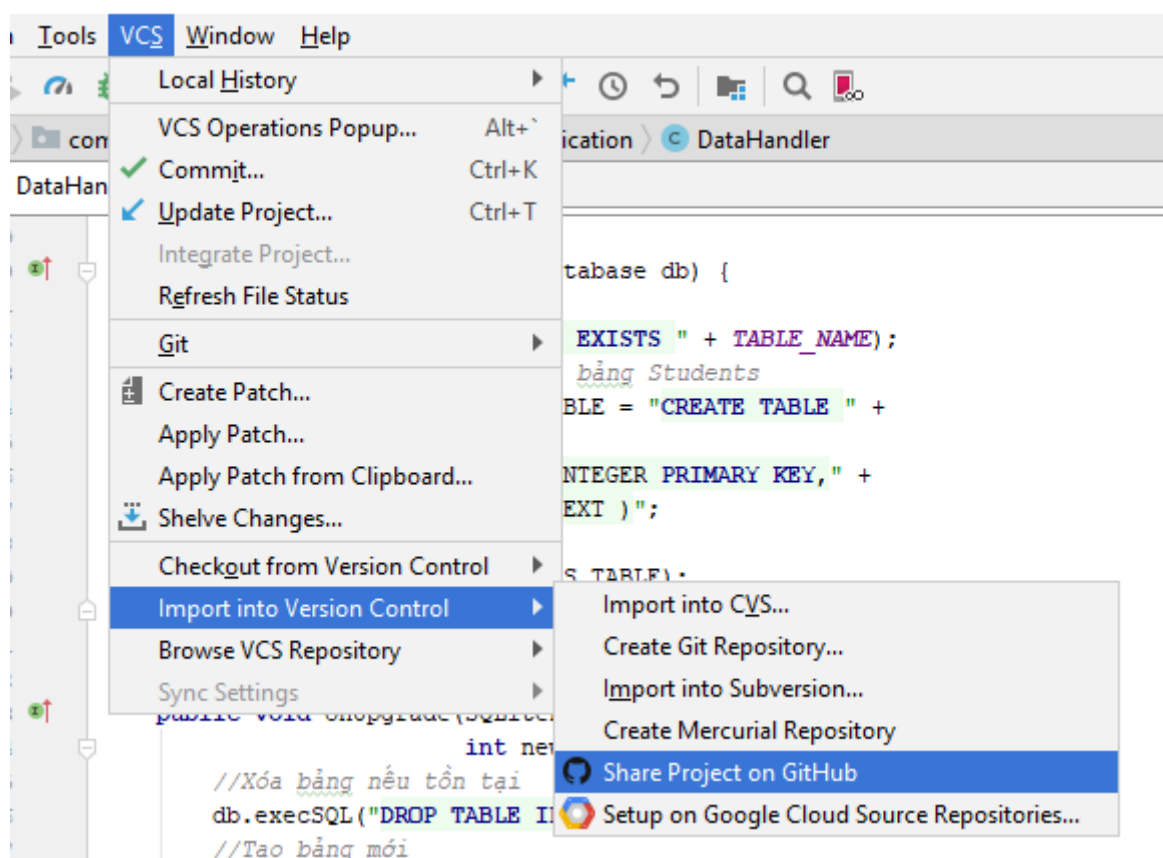 Tools VCS Window Help
Local History
VCS Operations Popup... Alt+`
com
ication DataHandler
Commit... Ctrl+K
DataHan
Update Project... Ctrl+T
Integrate Project...
tabase db) {
Refresh File Status
Git
EXISTS " + TABLE_NAME);
bảng Students
Create Patch...
BLE = "CREATE TABLE " +
Apply Patch...
Apply Patch from Clipboard...
NTEGER PRIMARY KEY," +
EXT )";
Shelve Changes...
Checkout from Version Control
S_TABLE);
Import into Version Control
Import into CVS...
Browse VCS Repository
Create Git Repository...
Sync Settings
Import into Subversion...
public void onUpgrade(SQLite
Create Mercurial Repository
int new
//Xóa bảng nếu tồn tại
Share Project on GitHub
db.execSQL("DROP TABLE I
Setup on Google Cloud Source Repositories...
//Tạo bảng mới